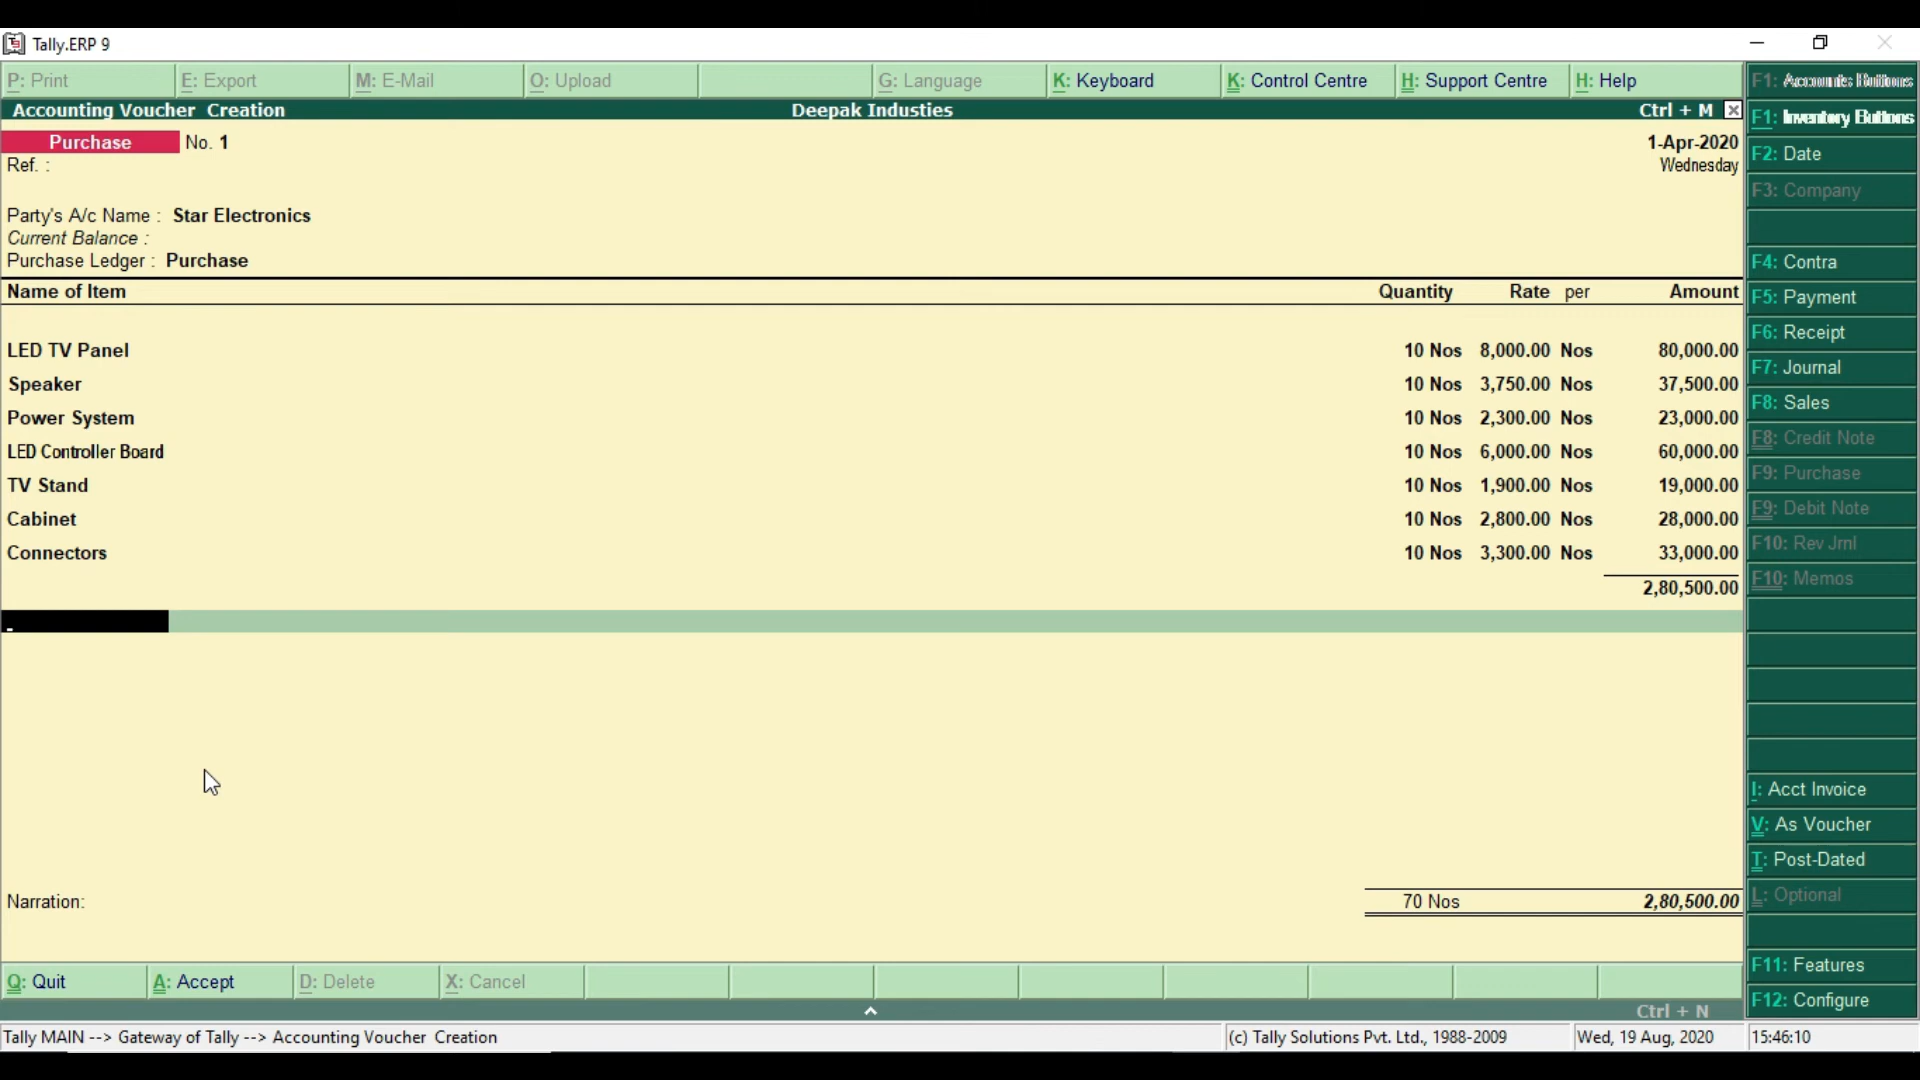 Tally.ERP 9
P: Print E: Export M: E-Mail O: Upload G: Language K: Keyboard K: Control Centre H: Support Centre H: Help
F1: Accounts Buttons
Accounting Voucher Creation Deepak Industies Ctrl + M
F1: Inventory Buttons
Purchase No. 1 1-Apr-2020
F2: Date
Ref. : Wednesday
F3: Company
Party's A/c Name : Star Electronics
Current Balance :
Purchase Ledger : Purchase
F4: Contra
Name of Item Quantity Rate per Amount
F5: Payment
F6: Receipt
LED TV Panel 10 Nos 8,000.00 Nos 80,000.00
F7: Journal
Speaker 10 Nos 3,750.00 Nos 37,500.00
F8: Sales
Power System 10 Nos 2,300.00 Nos 23,000.00
F8: Credit Note
LED Controller Board 10 Nos 6,000.00 Nos 60,000.00
F9: Purchase
TV Stand 10 Nos 1,900.00 Nos 19,000.00
F9: Debit Note
Cabinet 10 Nos 2,800.00 Nos 28,000.00
F10: Rev Jrnl
Connectors 10 Nos 3,300.00 Nos 33,000.00
F10: Memos
2,80,500.00
I: Acct Invoice
V: As Voucher
T: Post-Dated
L: Optional
Narration: 70 Nos 2,80,500.00
F11: Features
Q: Quit A: Accept D: Delete X: Cancel
F12: Configure
Ctrl + N
Tally MAIN --> Gateway of Tally --> Accounting Voucher Creation (c) Tally Solutions Pvt. Ltd., 1988-2009 Wed, 19 Aug, 2020 15:46:10